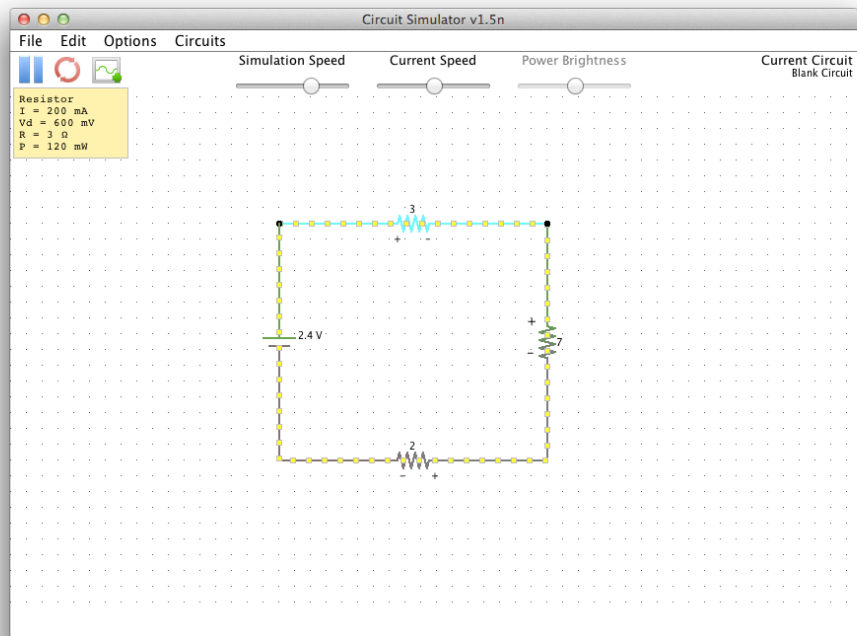 Circuit Simulator v1.5n
File Edit Options Circuits
Simulation Speed Current Speed Power Brightness Current Circuit
Blank Circuit
Resistor
I = 200 mA
Vd = 600 mV
R = 3 Ω
P = 120 mW
3
+ -
+
2.4 V
7
-
2
- +